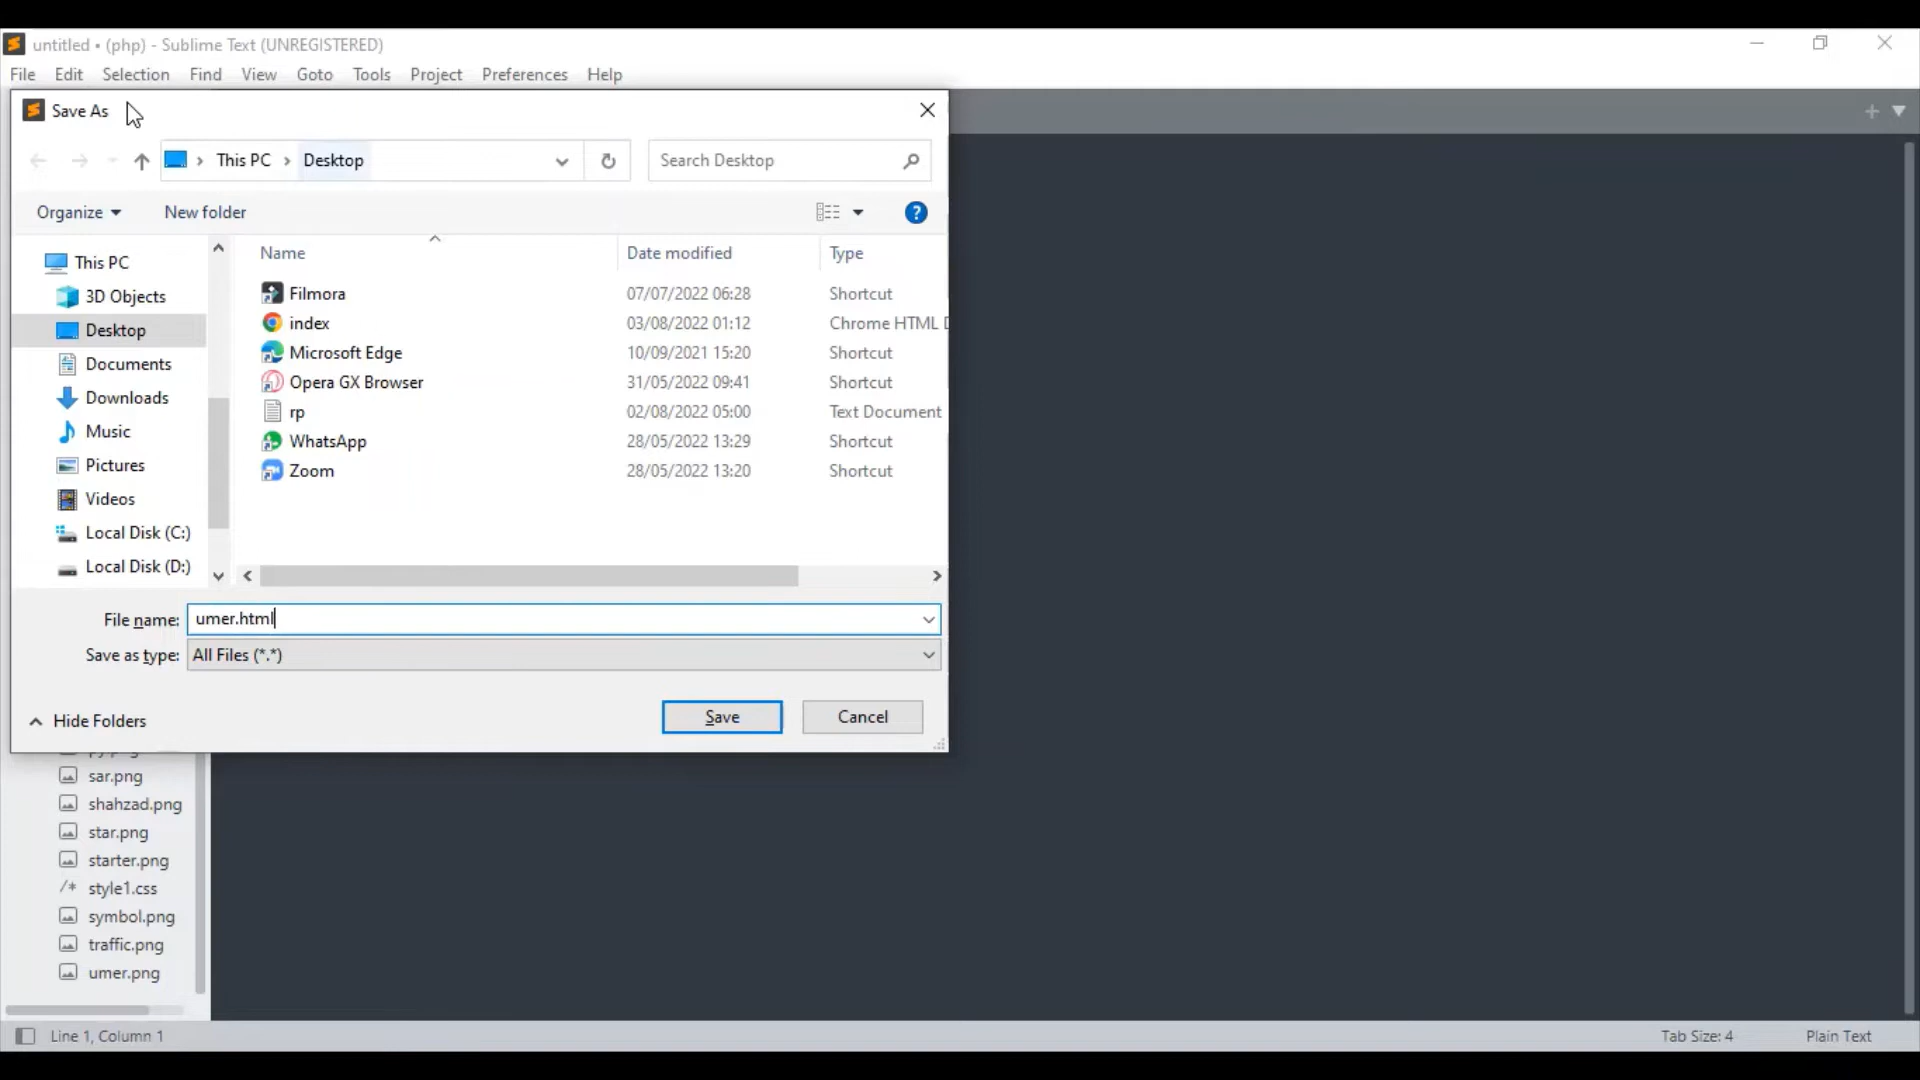 untitled • (php) - Sublime Text (UNREGISTERED)
File Edit Selection Find View Goto Tools Project Preferences Help
Save As
This PC > Desktop
Search Desktop
Organize New folder
This PC
3D Objects
Desktop
Documents
Downloads
Music
Pictures
Videos
Local Disk (C:)
Local Disk (D:)
Name Date modified Type
Filmora 07/07/2022 06:28 Shortcut
index 03/08/2022 01:12 Chrome HTML D
Microsoft Edge 10/09/2021 15:20 Shortcut
Opera GX Browser 31/05/2022 09:41 Shortcut
rp 02/08/2022 05:00 Text Document
WhatsApp 28/05/2022 13:29 Shortcut
Zoom 28/05/2022 13:20 Shortcut
File name: umer.html
Save as type: All Files (*.*)
Hide Folders
Save Cancel
sar.png
shahzad.png
star.png
starter.png
/* style1.css
symbol.png
traffic.png
umer.png
Line 1, Column 1
Tab Size: 4 Plain Text